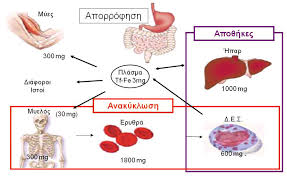 Μύες
Απορρόφηση
Αποθήκες
300 mg
Πλάσμα
Tf-Fe 3mg
Ήπαρ
1000 mg
Διάφοροι
Ιστοί
Ανακύκλωση
Μυελός
(30 mg)
Ερυθρα
Δ.Ε.Σ.
300 mg
1800 mg
600 mg